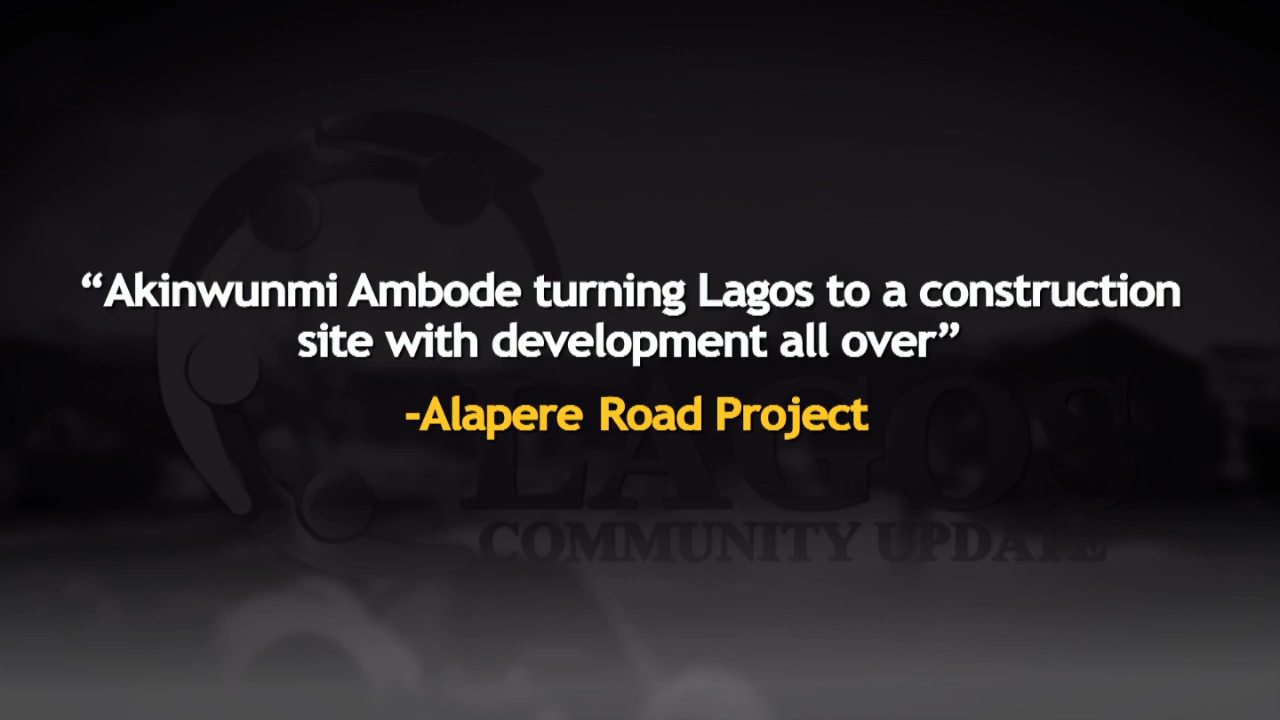 “Akinwunmi Ambode turning Lagos to a construction
site with development all over”
-Alapere Road Project
LAGOS
COMMUNITY UPDATE